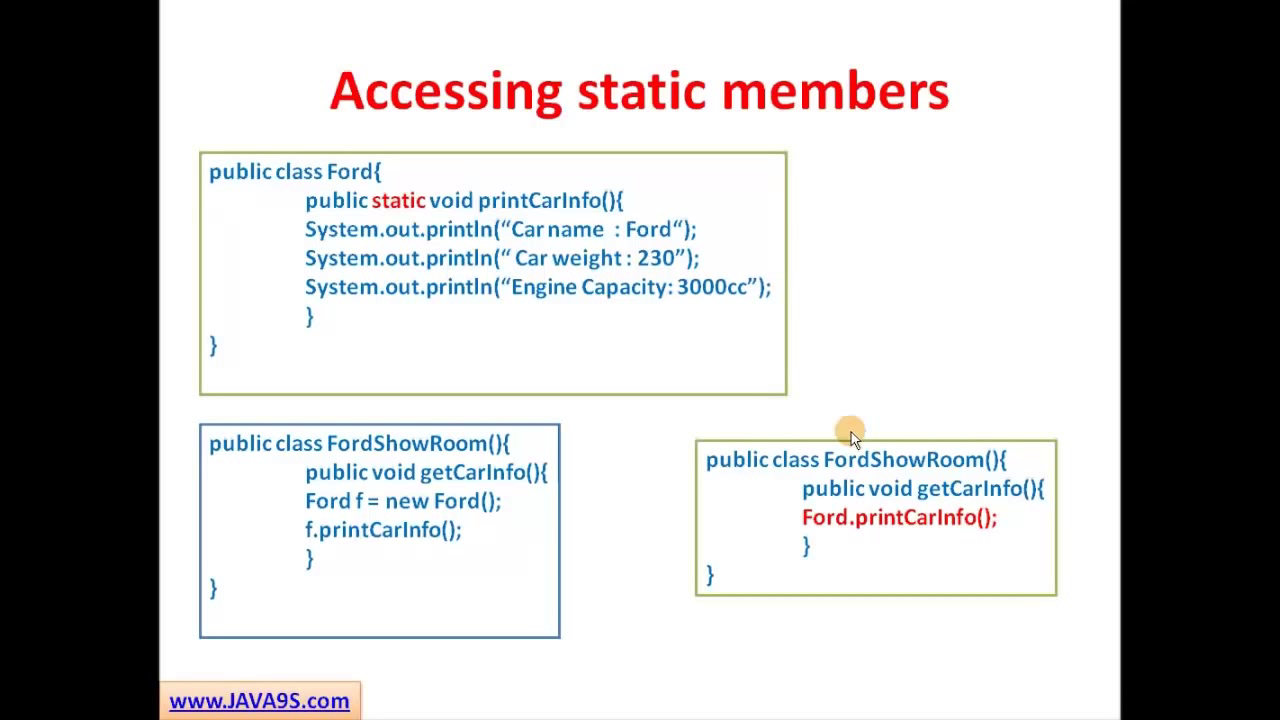 Accessing static members
public class Ford{
public static void printCarInfo(){
System.out.println(“Car name  : Ford“);
System.out.println(“ Car weight : 230”);
System.out.println(“Engine Capacity: 3000cc”);
}
}
public class FordShowRoom(){
public void getCarInfo(){
Ford f = new Ford();
f.printCarInfo();
}
}
public class FordShowRoom(){
public void getCarInfo(){
Ford.printCarInfo();
}
}
www.JAVA9S.com